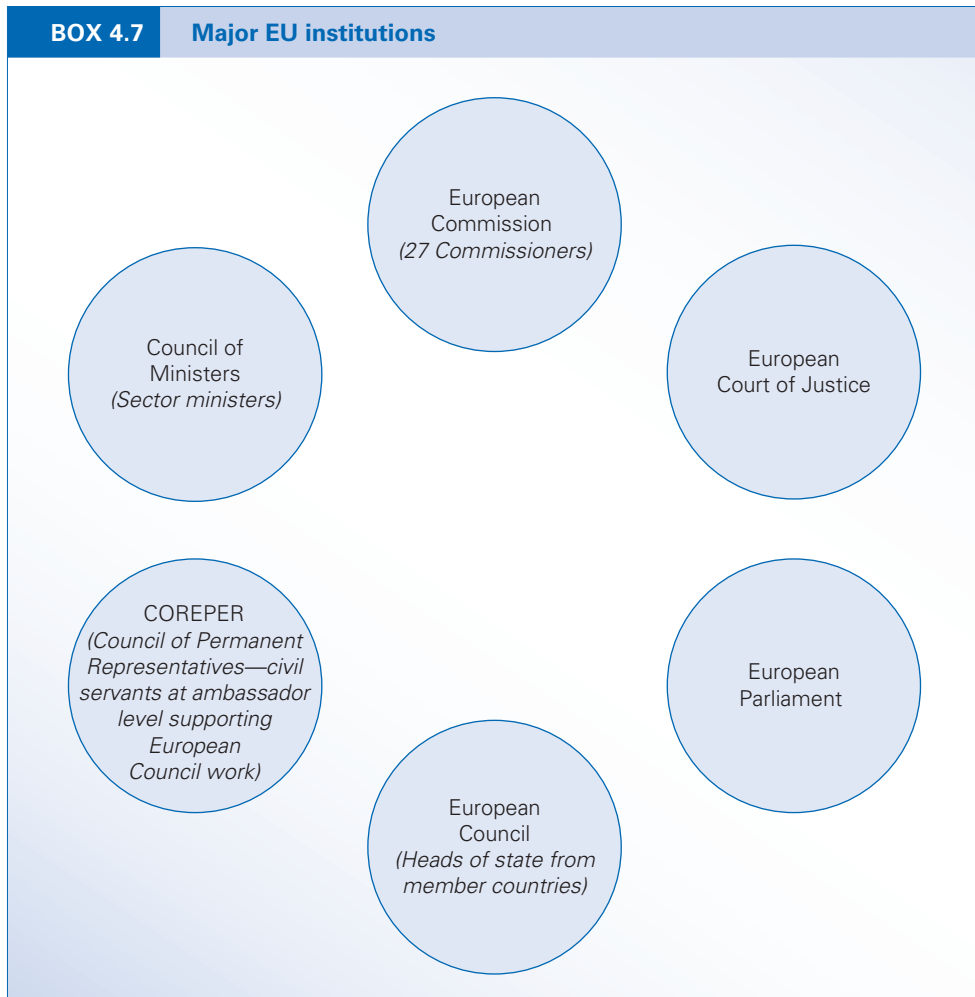 BOX 4.7 Major EU institutions
European
Commission
(27 Commissioners)
Council of
Ministers
(Sector ministers)
European
Court of Justice
COREPER
(Council of Permanent
Representatives—civil
servants at ambassador
level supporting
European
Council work)
European
Parliament
European
Council
(Heads of state from
member countries)